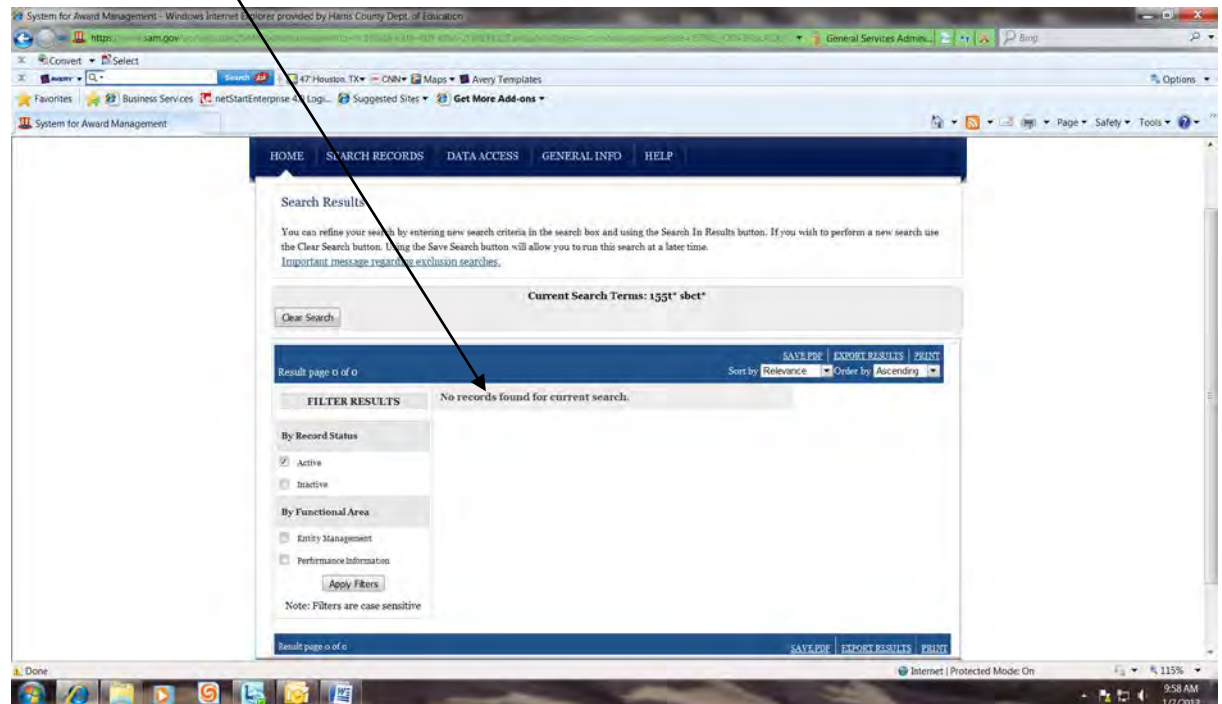 System for Award Management - Windows Internet Explorer provided by Harris County Dept. of Education
https sam.gov General Services Admin... Bing
x Convert Select
x AVERY Search 47 Houston, TX CNN Maps Avery Templates Options
Favorites Business Services netStartEnterprise 4.0 Logi... Suggested Sites Get More Add-ons
System for Award Management Page Safety Tools
HOME SEARCH RECORDS DATA ACCESS GENERAL INFO HELP
Search Results
You can refine your search by entering new search criteria in the search box and using the Search In Results button. If you wish to perform a new search use
the Clear Search button. Using the Save Search button will allow you to run this search at a later time.
Important message regarding exclusion searches.
Current Search Terms: 155t* sbct*
Clear Search
SAVE PDF EXPORT RESULTS PRINT
Result page 0 of 0 Sort by Relevance Order by Ascending
FILTER RESULTS No records found for current search.
By Record Status
Active
Inactive
By Functional Area
Entity Management
Performance Information
Apply Filters
Note: Filters are case sensitive
Result page 0 of 0 SAVE PDF EXPORT RESULTS PRINT
Done Internet | Protected Mode: On 115%
9:58 AM